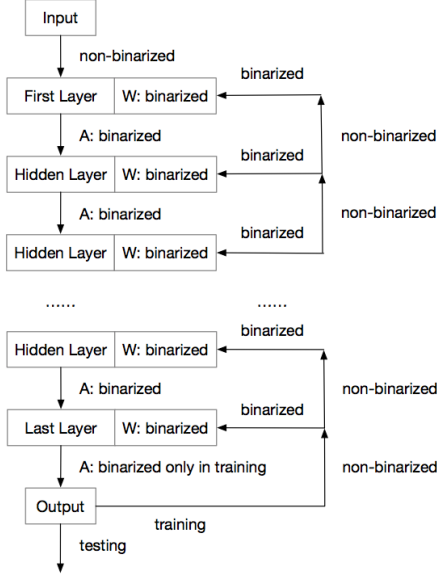 Input
non-binarized
binarized
First Layer
W: binarized
A: binarized
non-binarized
binarized
Hidden Layer
W: binarized
A: binarized
non-binarized
binarized
Hidden Layer
W: binarized
......
......
binarized
Hidden Layer
W: binarized
A: binarized
non-binarized
binarized
Last Layer
W: binarized
A: binarized only in training
non-binarized
Output
training
testing